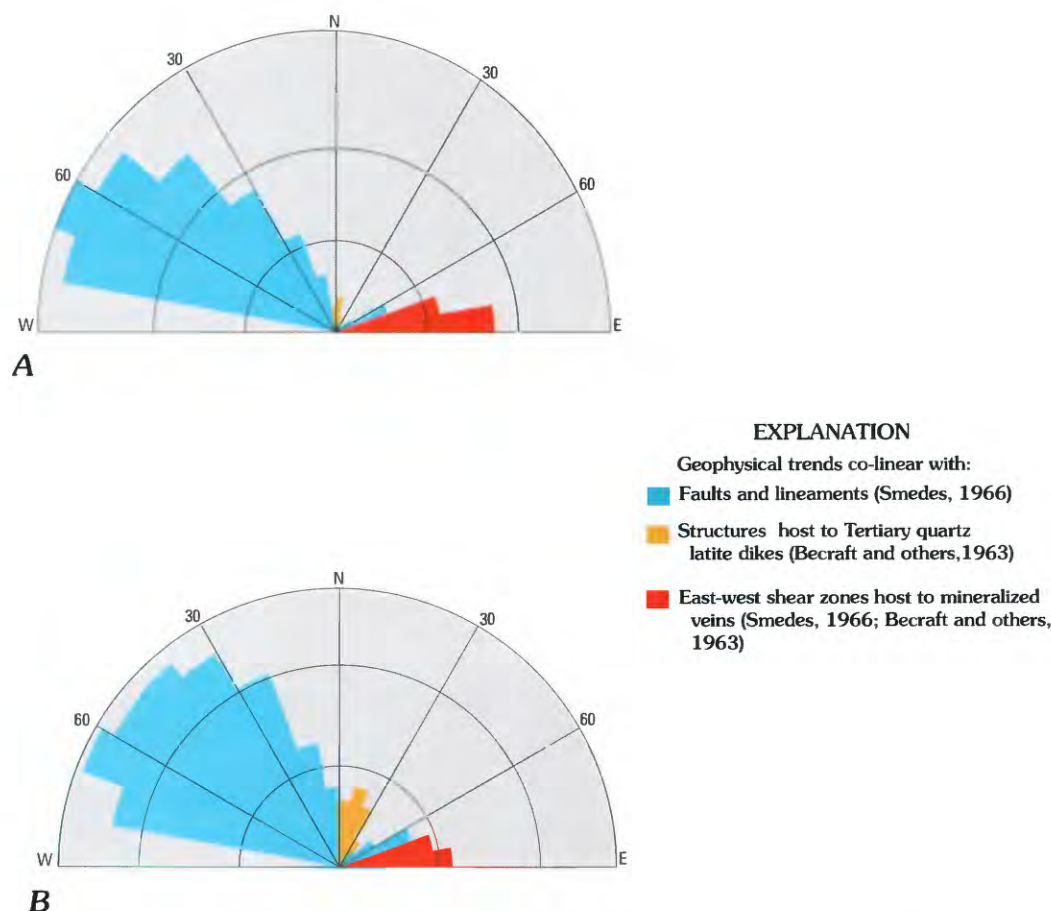 N
30
30
60
60
W
E
A
EXPLANATION
Geophysical trends co-linear with:
Faults and lineaments (Smedes, 1966)
Structures host to Tertiary quartz
latite dikes (Becraft and others,1963)
East-west shear zones host to mineralized
veins (Smedes, 1966; Becraft and others,
1963)
N
30
30
60
60
W
E
B